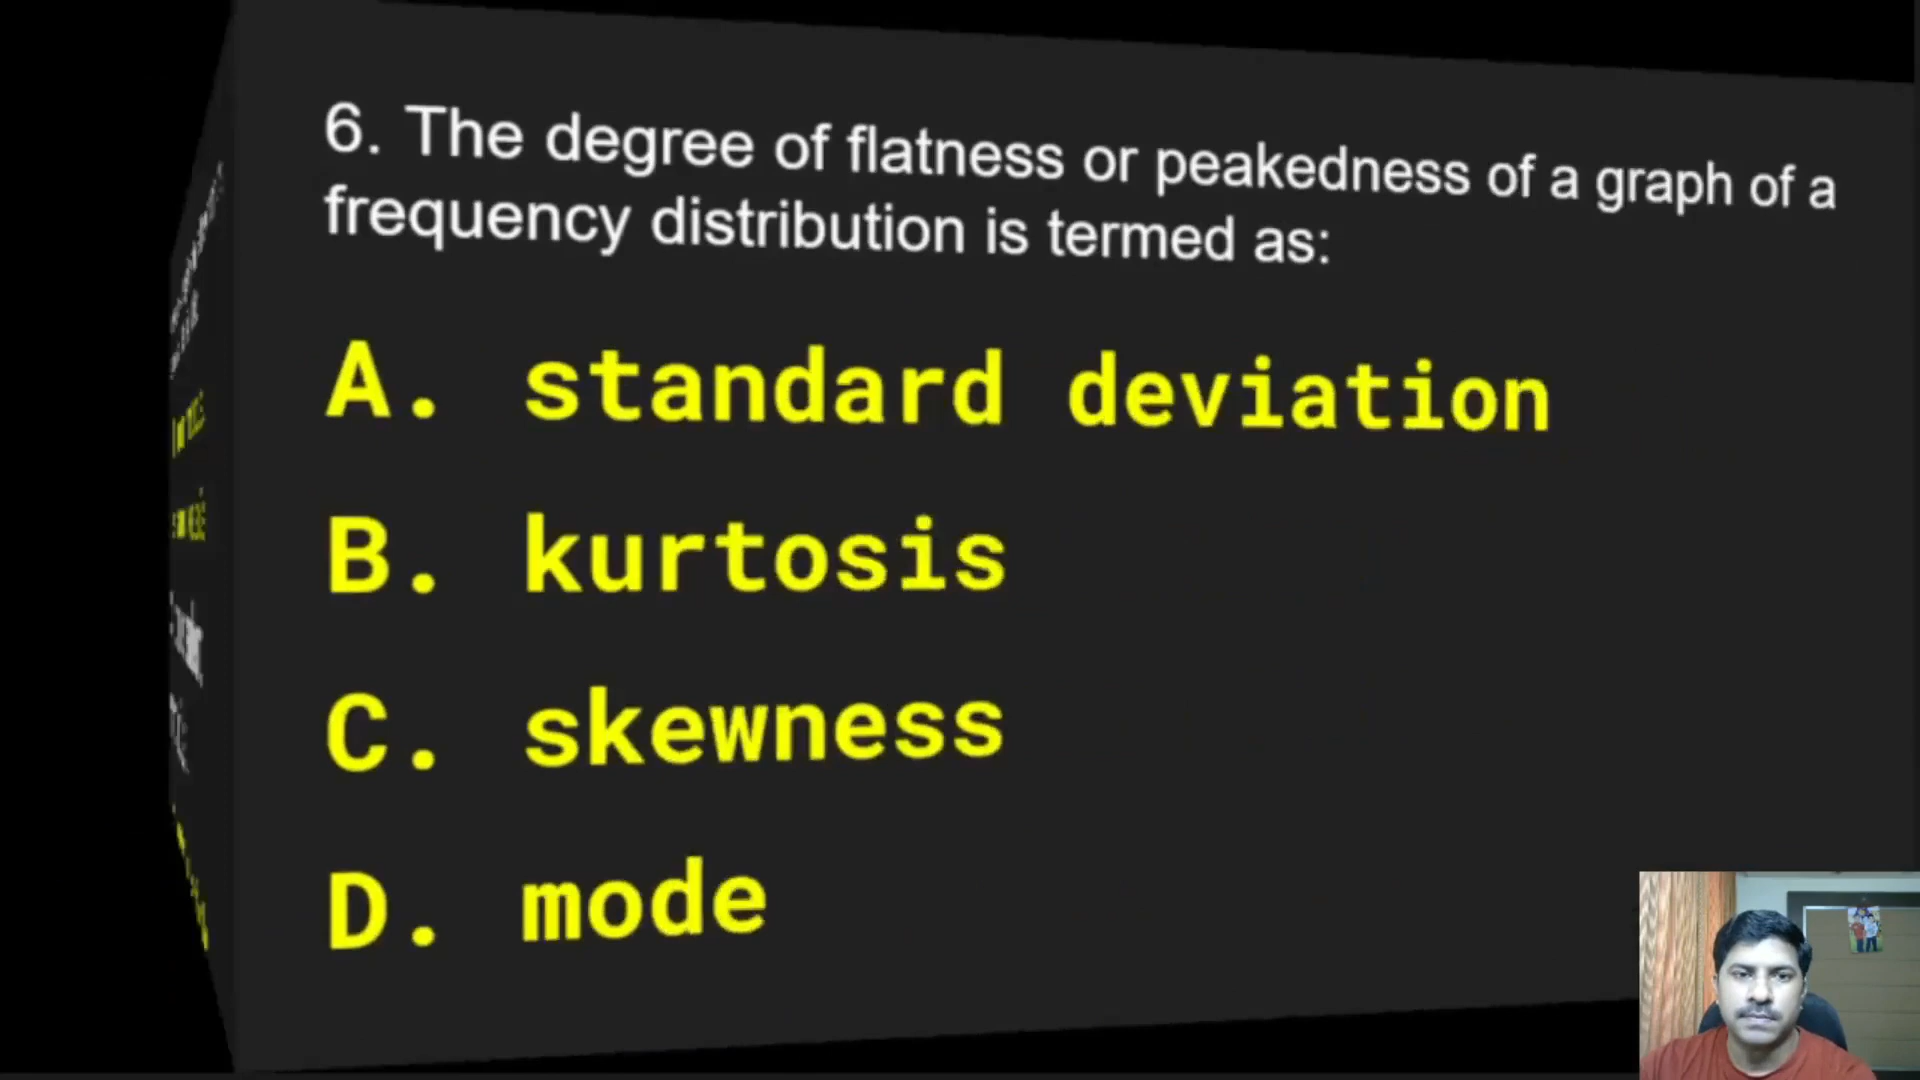 6. The degree of flatness or peakedness of a graph of a
frequency distribution is termed as:
A. standard deviation
B. kurtosis
C. skewness
D. mode